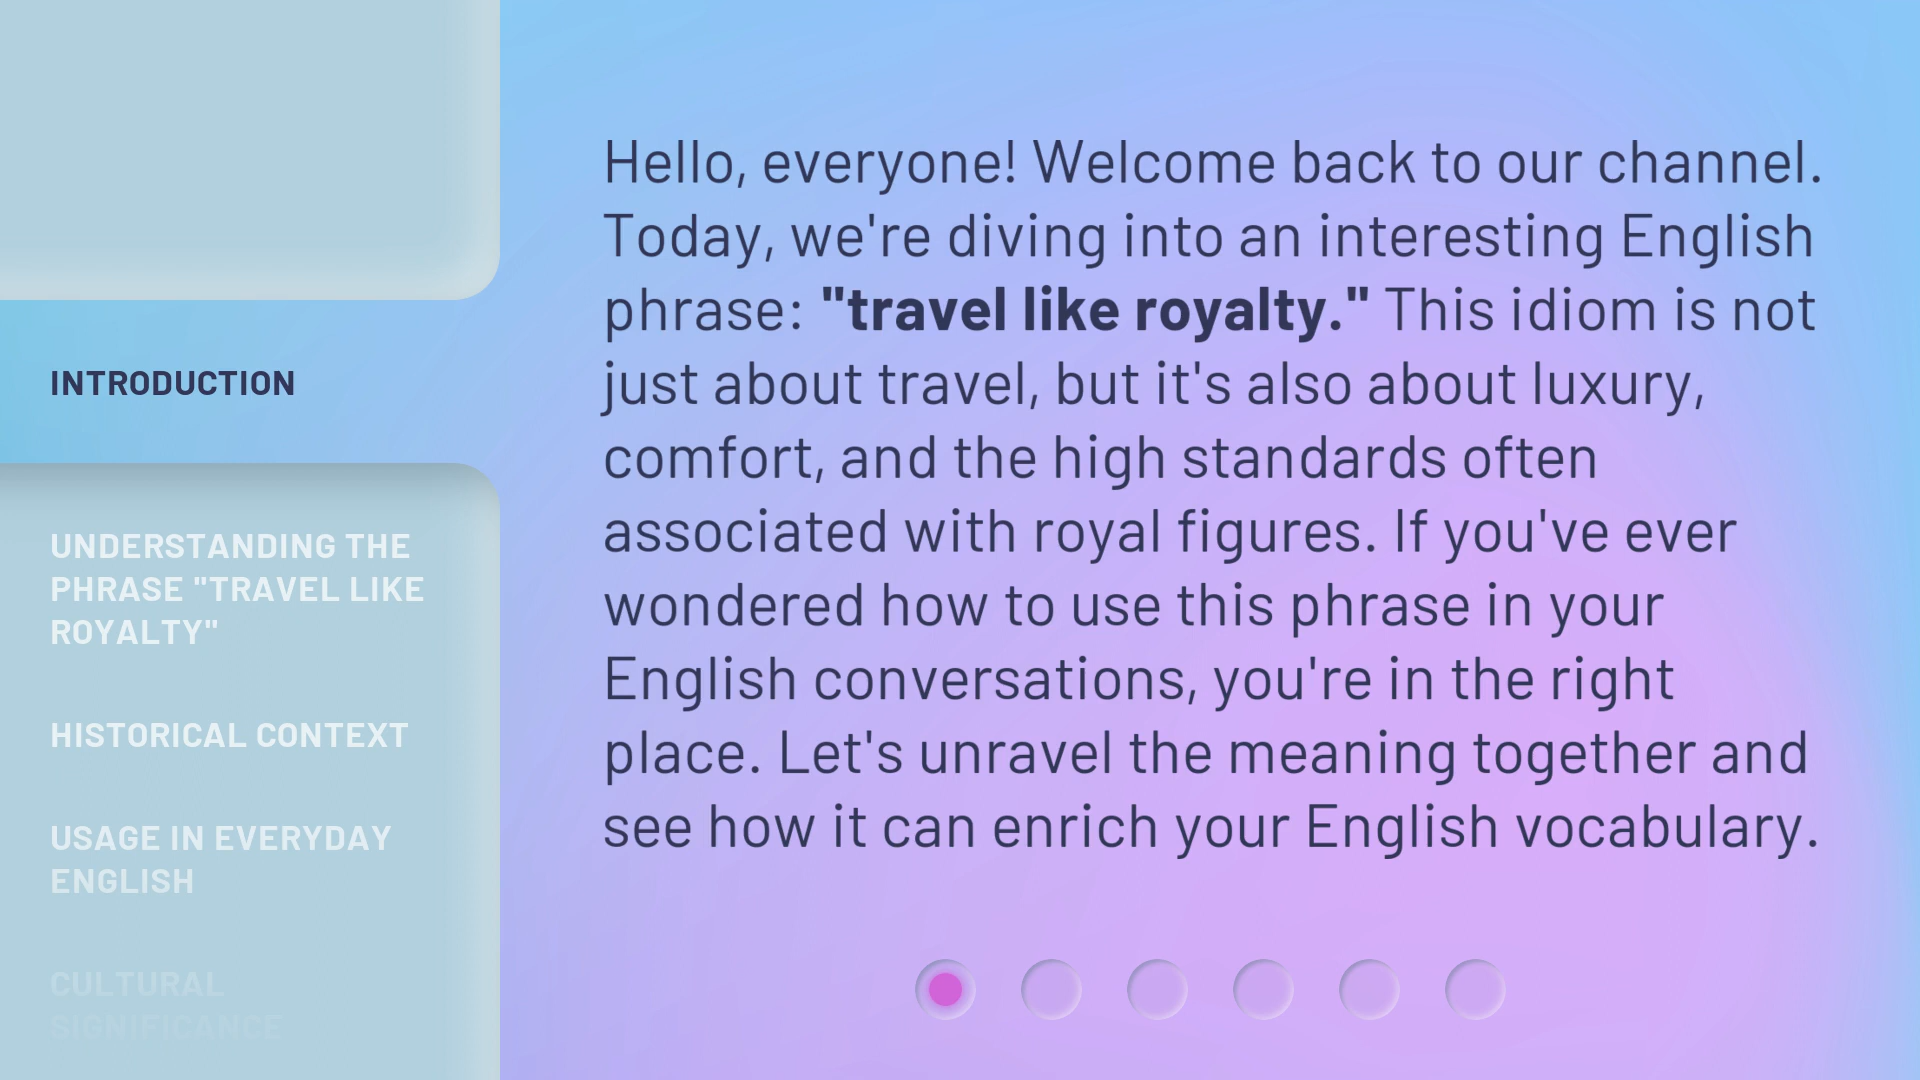 INTRODUCTION
UNDERSTANDING THE
PHRASE "TRAVEL LIKE
ROYALTY"
HISTORICAL CONTEXT
USAGE IN EVERYDAY
ENGLISH
CULTURAL
SIGNIFICANCE
Hello, everyone! Welcome back to our channel.
Today, we're diving into an interesting English
phrase: "travel like royalty." This idiom is not
just about travel, but it's also about luxury,
comfort, and the high standards often
associated with royal figures. If you've ever
wondered how to use this phrase in your
English conversations, you're in the right
place. Let's unravel the meaning together and
see how it can enrich your English vocabulary.